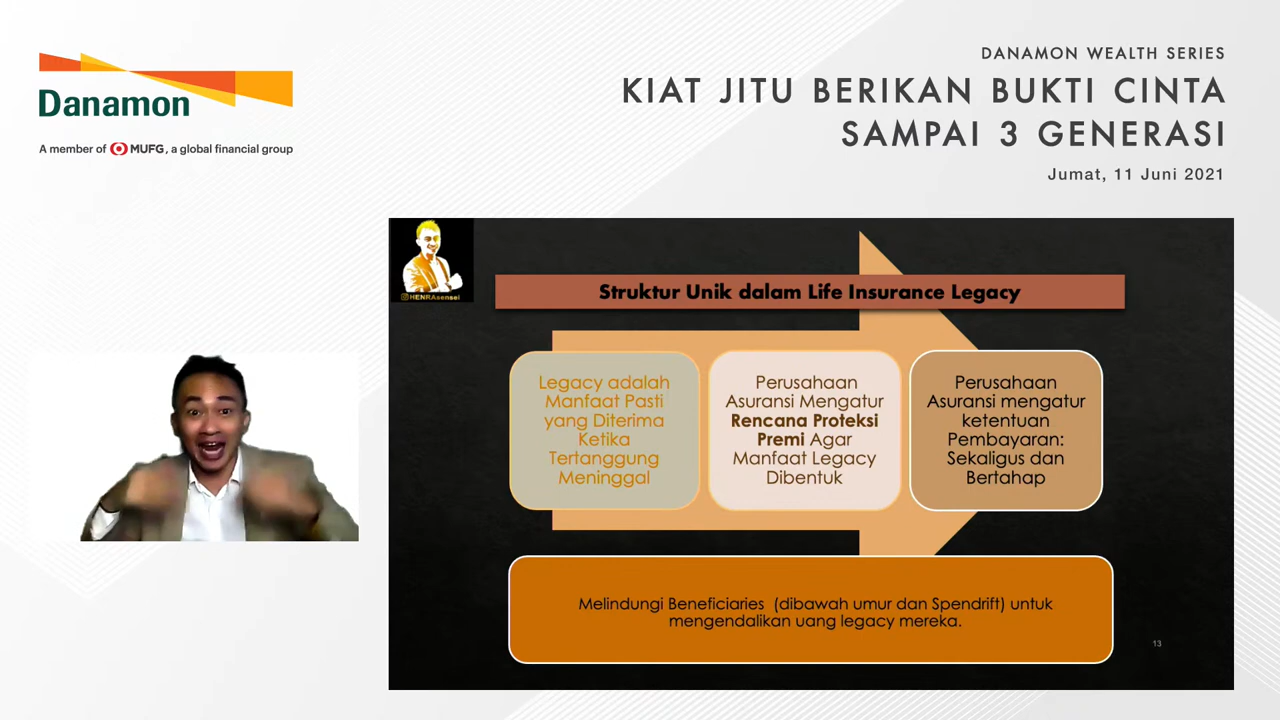 Danamon
A member of MUFG, a global financial group
DANAMON WEALTH SERIES
KIAT JITU BERIKAN BUKTI CINTA
SAMPAI 3 GENERASI
Jumat, 11 Juni 2021
HENRAsensei
Struktur Unik dalam Life Insurance Legacy
Legacy adalah
Manfaat Pasti
yang Diterima
Ketika
Tertanggung
Meninggal
Perusahaan
Asuransi Mengatur
Rencana Proteksi
Premi Agar
Manfaat Legacy
Dibentuk
Perusahaan
Asuransi mengatur
ketentuan
Pembayaran:
Sekaligus dan
Bertahap
Melindungi Beneficiaries (dibawah umur dan Spendrift) untuk
mengendalikan uang legacy mereka.
13